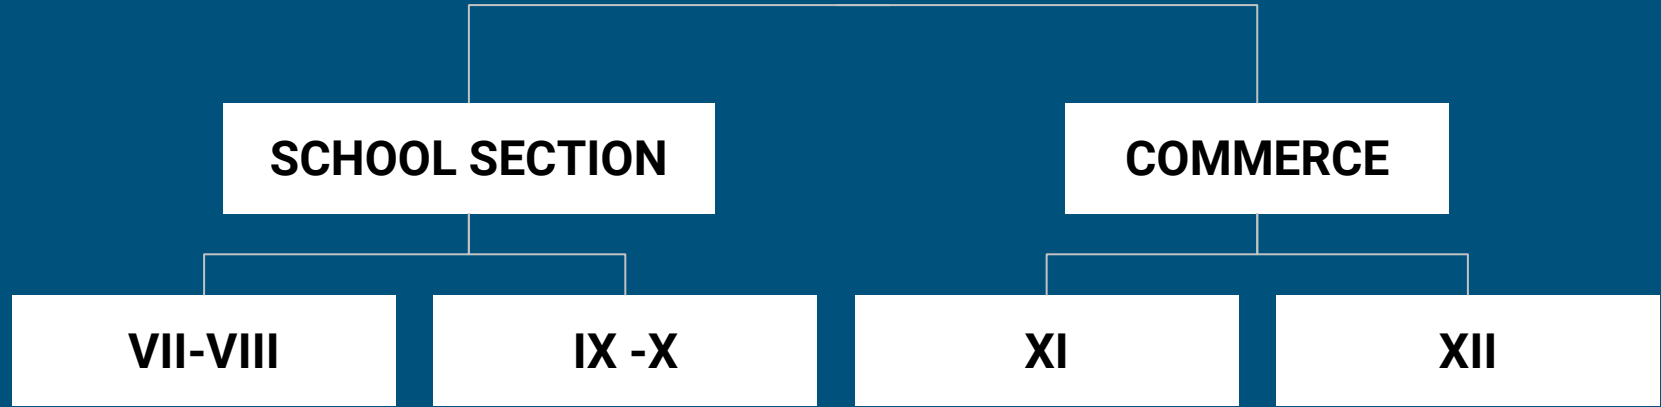 SCHOOL SECTION
COMMERCE
VII-VIII
IX -X
XI
XII